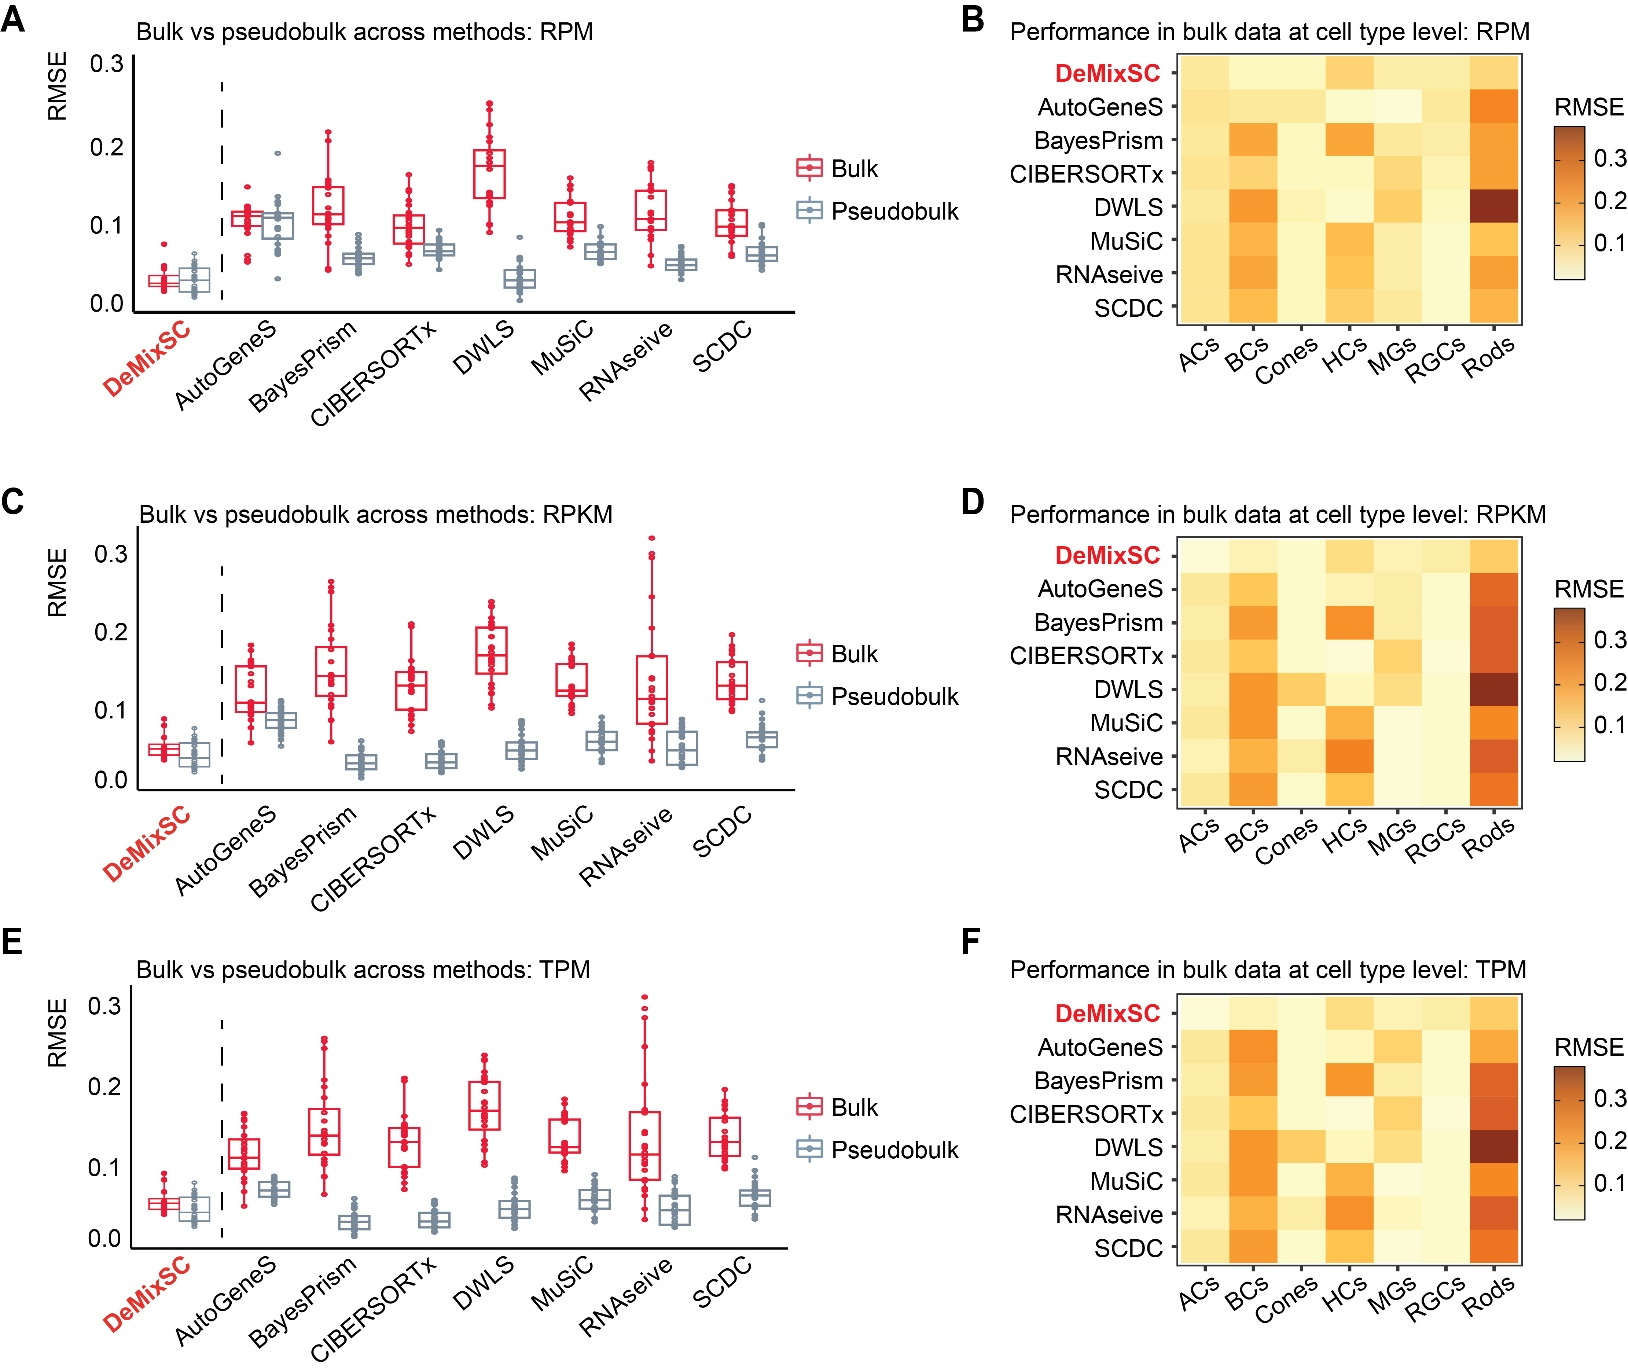 A
Bulk vs pseudobulk across methods: RPM
RMSE
0.3
0.2
0.1
0.0
DeMixSC
AutoGeneS
BayesPrism
CIBERSORTx
DWLS
MuSiC
RNAseive
SCDC
Bulk
Pseudobulk
B
Performance in bulk data at cell type level: RPM
DeMixSC
AutoGeneS
BayesPrism
CIBERSORTx
DWLS
MuSiC
RNAseive
SCDC
ACs
BCs
Cones
HCs
MGs
RGCs
Rods
RMSE
0.3
0.2
0.1
C
Bulk vs pseudobulk across methods: RPKM
RMSE
0.3
0.2
0.1
0.0
DeMixSC
AutoGeneS
BayesPrism
CIBERSORTx
DWLS
MuSiC
RNAseive
SCDC
Bulk
Pseudobulk
D
Performance in bulk data at cell type level: RPKM
DeMixSC
AutoGeneS
BayesPrism
CIBERSORTx
DWLS
MuSiC
RNAseive
SCDC
ACs
BCs
Cones
HCs
MGs
RGCs
Rods
RMSE
0.3
0.2
0.1
E
Bulk vs pseudobulk across methods: TPM
RMSE
0.3
0.2
0.1
0.0
DeMixSC
AutoGeneS
BayesPrism
CIBERSORTx
DWLS
MuSiC
RNAseive
SCDC
Bulk
Pseudobulk
F
Performance in bulk data at cell type level: TPM
DeMixSC
AutoGeneS
BayesPrism
CIBERSORTx
DWLS
MuSiC
RNAseive
SCDC
ACs
BCs
Cones
HCs
MGs
RGCs
Rods
RMSE
0.3
0.2
0.1